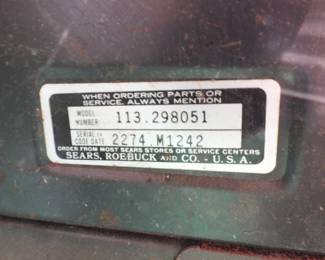 WHEN ORDERING PARTS OR
SERVICE, ALWAYS MENTION
MODEL NUMBER 113.298051
SERIAL OR CODE DATE 2274.M1242
ORDER FROM MOST SEARS STORES OR SERVICE CENTERS
SEARS, ROEBUCK AND CO. - U.S.A.